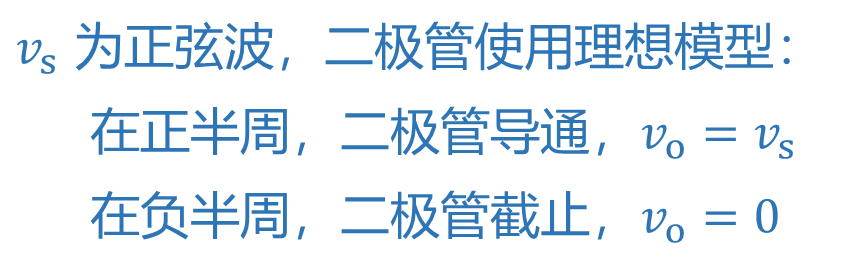 vs 为正弦波，二极管使用理想模型：
在正半周，二极管导通，vo = vs
在负半周，二极管截止，vo = 0